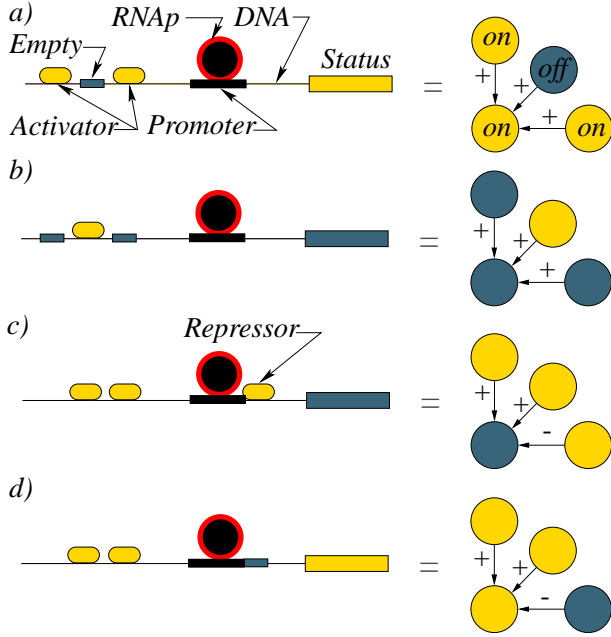 a)
RNAp
DNA
Empty
Status
Activator
Promoter
=
on
off
on
on
+
+
+
b)
=
+
+
+
c)
Repressor
=
+
+
-
d)
=
+
+
-